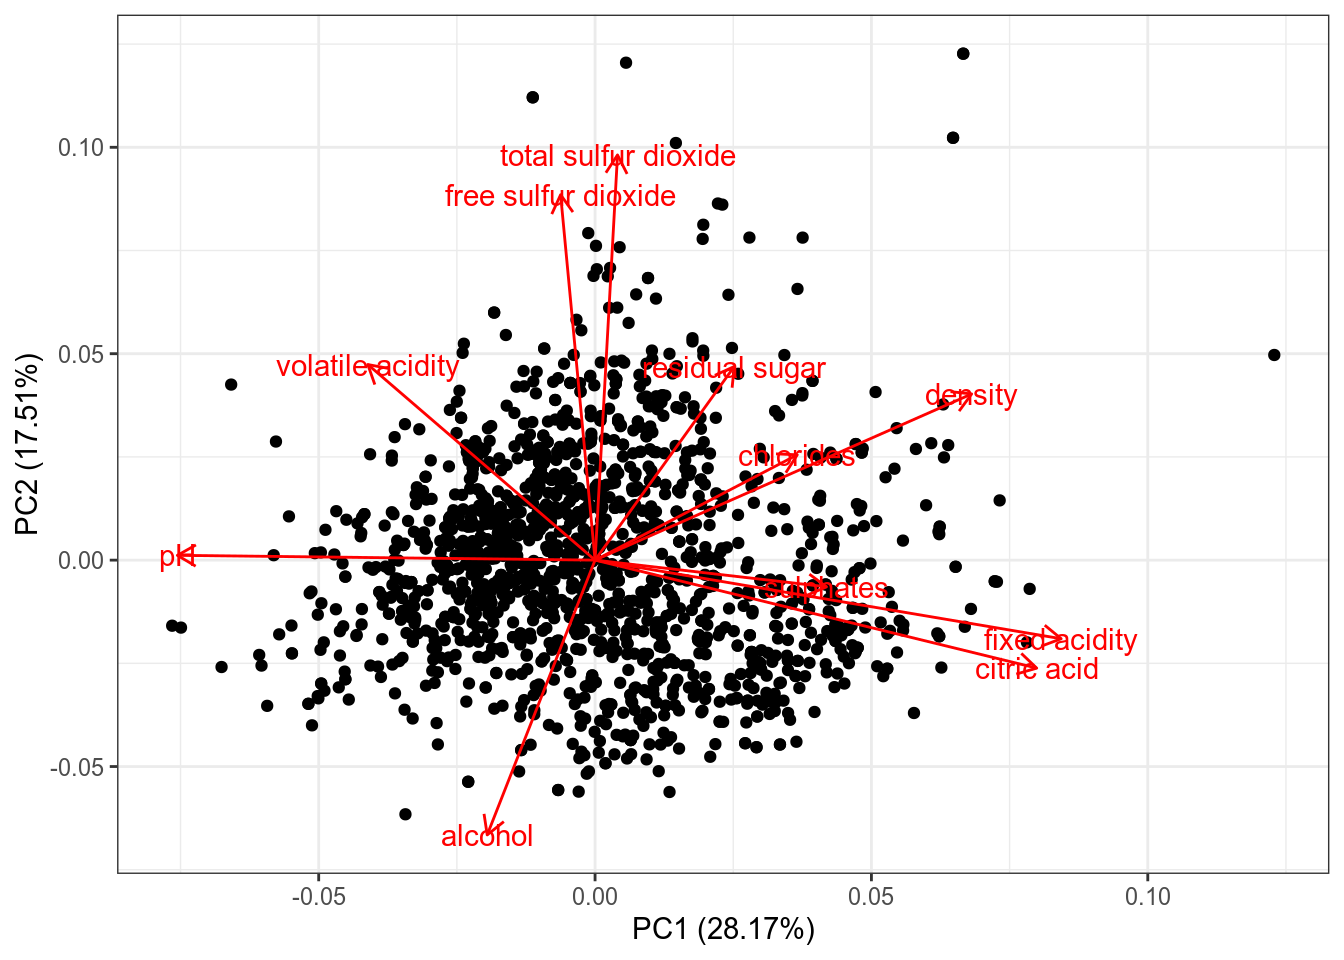 0.10
0.05
0.00
-0.05
PC2 (17.51%)
total sulfur dioxide
free sulfur dioxide
volatile acidity
residual sugar
density
chlorides
pH
sulphates
fixed acidity
citric acid
alcohol
-0.05
0.00
0.05
0.10
PC1 (28.17%)